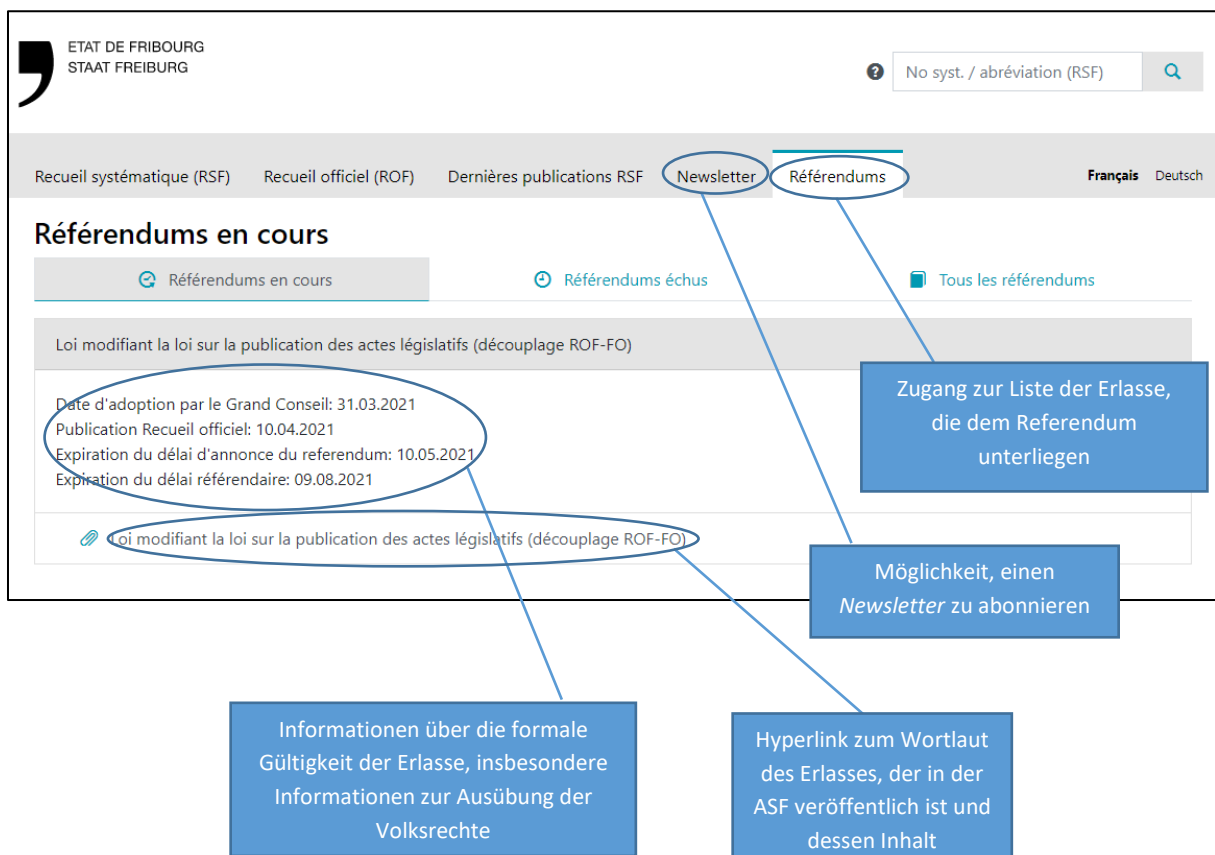 ETAT DE FRIBOURG
STAAT FREIBURG
No syst. / abréviation (RSF)
Recueil systématique (RSF) Recueil officiel (ROF) Dernières publications RSF Newsletter Référendums Français Deutsch
Référendums en cours
Référendums en cours Référendums échus Tous les référendums
Loi modifiant la loi sur la publication des actes législatifs (découplage ROF-FO)
Date d'adoption par le Grand Conseil: 31.03.2021
Publication Recueil officiel: 10.04.2021
Expiration du délai d'annonce du referendum: 10.05.2021
Expiration du délai référendaire: 09.08.2021
Loi modifiant la loi sur la publication des actes législatifs (découplage ROF-FO)
Zugang zur Liste der Erlasse,
die dem Referendum
unterliegen
Möglichkeit, einen
Newsletter zu abonnieren
Informationen über die formale
Gültigkeit der Erlasse, insbesondere
Informationen zur Ausübung der
Volksrechte
Hyperlink zum Wortlaut
des Erlasses, der in der
ASF veröffentlich ist und
dessen Inhalt